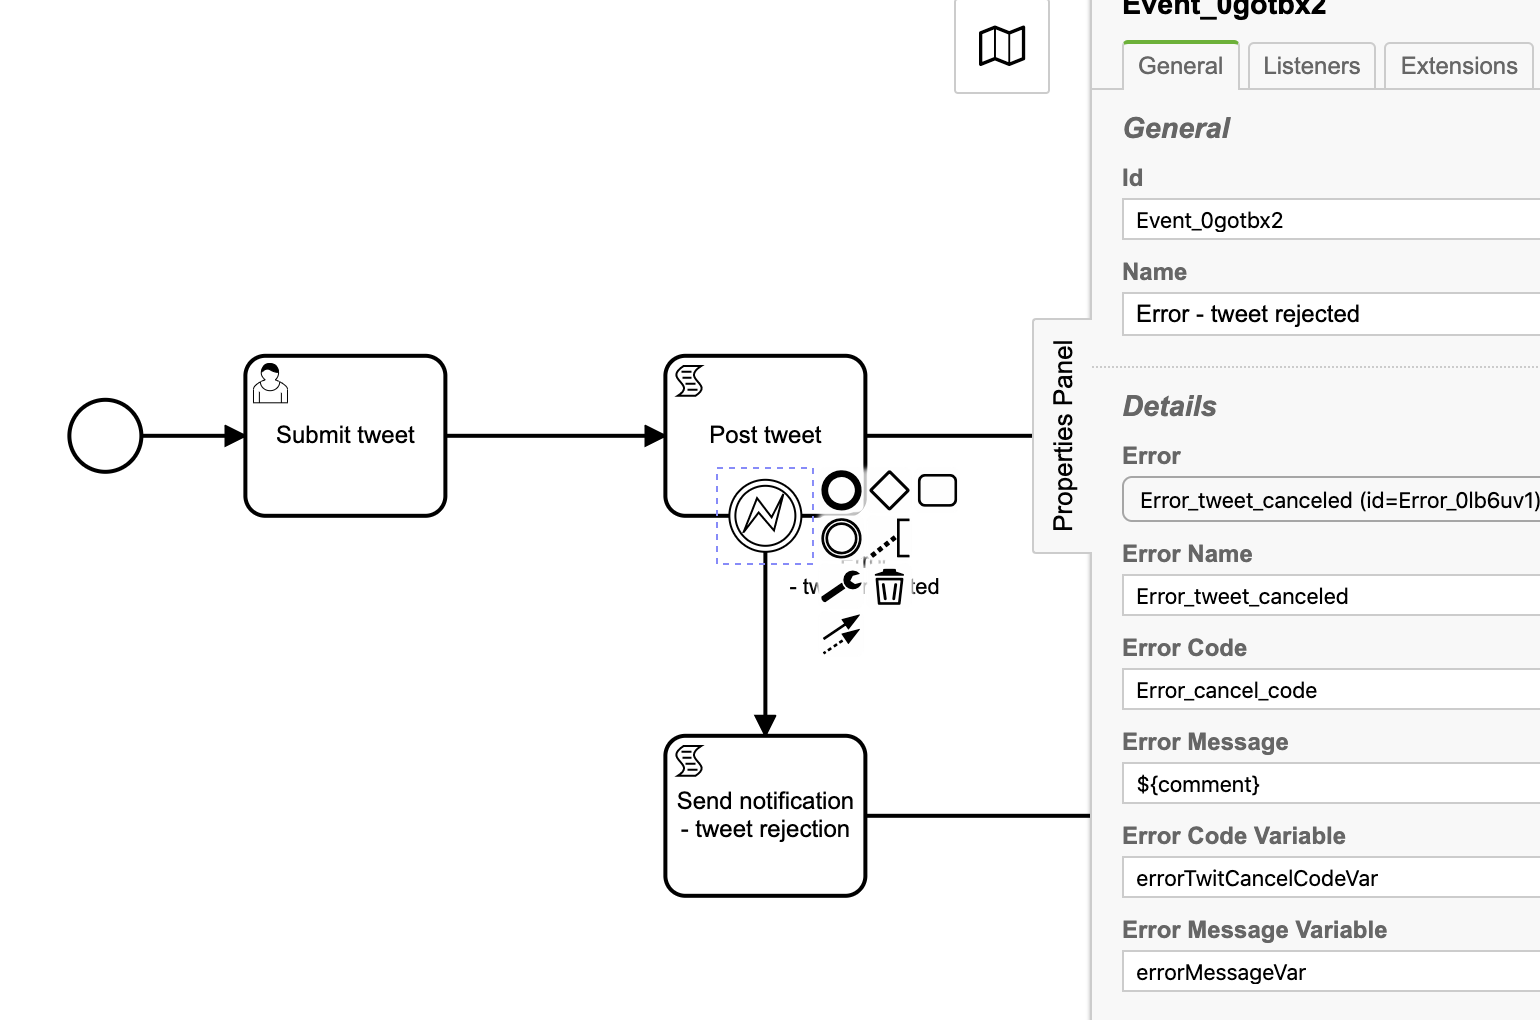 Event_0gotbx2
General
Listeners
Extensions
General
Id
Event_0gotbx2
Name
Error - tweet rejected
Properties Panel
Details
Error
Error_tweet_canceled (id=Error_0lb6uv1)
Error Name
Error_tweet_canceled
Error Code
Error_cancel_code
Error Message
${comment}
Error Code Variable
errorTwitCancelCodeVar
Error Message Variable
errorMessageVar
Submit tweet
Post tweet
Send notification
- tweet rejection